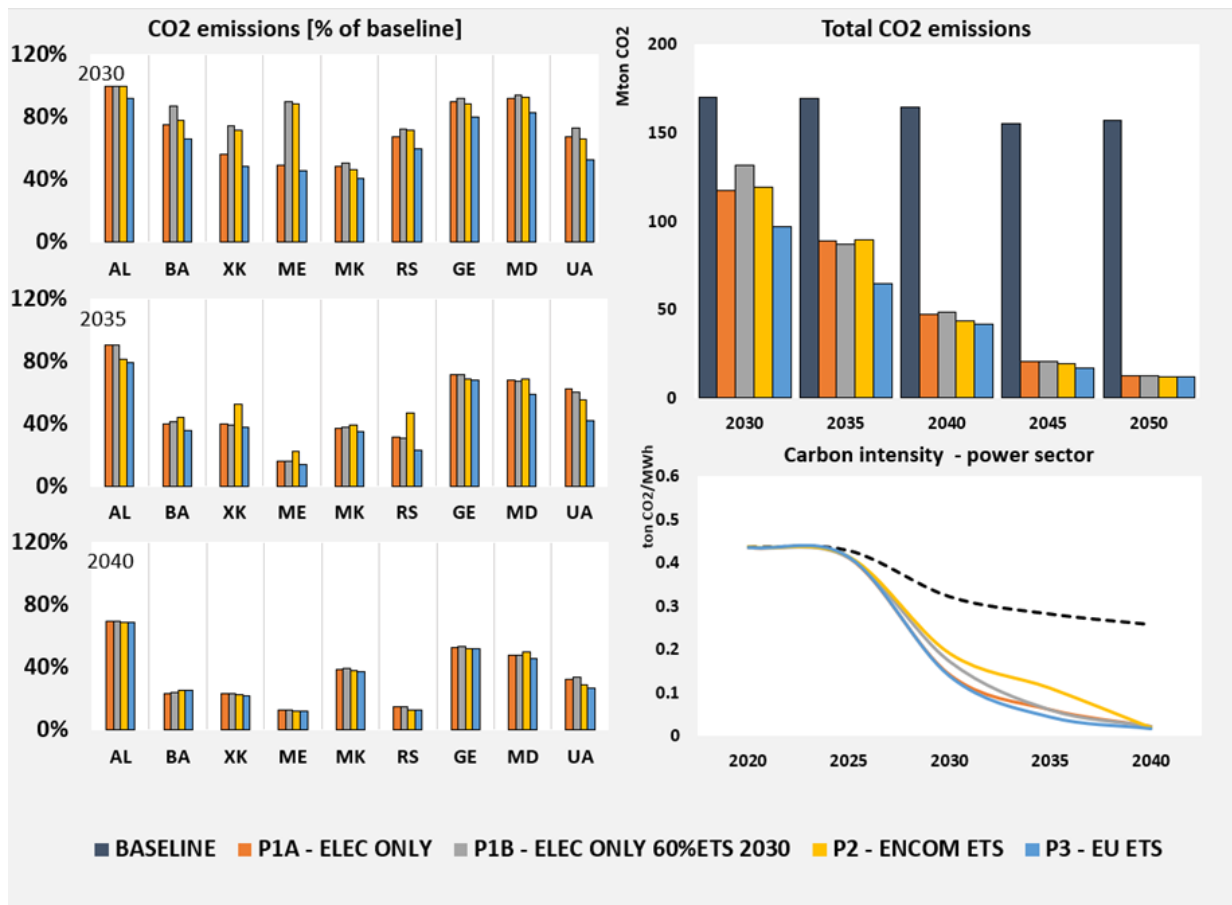 CO2 emissions [% of baseline]
120%
2030
80%
40%
0%
AL BA XK ME MK RS GE MD UA
120%
2035
80%
40%
0%
AL BA XK ME MK RS GE MD UA
120%
2040
80%
40%
0%
AL BA XK ME MK RS GE MD UA
Total CO2 emissions
Mton CO2
200
150
100
50
0
2030 2035 2040 2045 2050
Carbon intensity - power sector
ton CO2/MWh
0.6
0.5
0.4
0.3
0.2
0.1
0
2020 2025 2030 2035 2040
BASELINE P1A - ELEC ONLY P1B - ELEC ONLY 60%ETS 2030 P2 - ENCOM ETS P3 - EU ETS